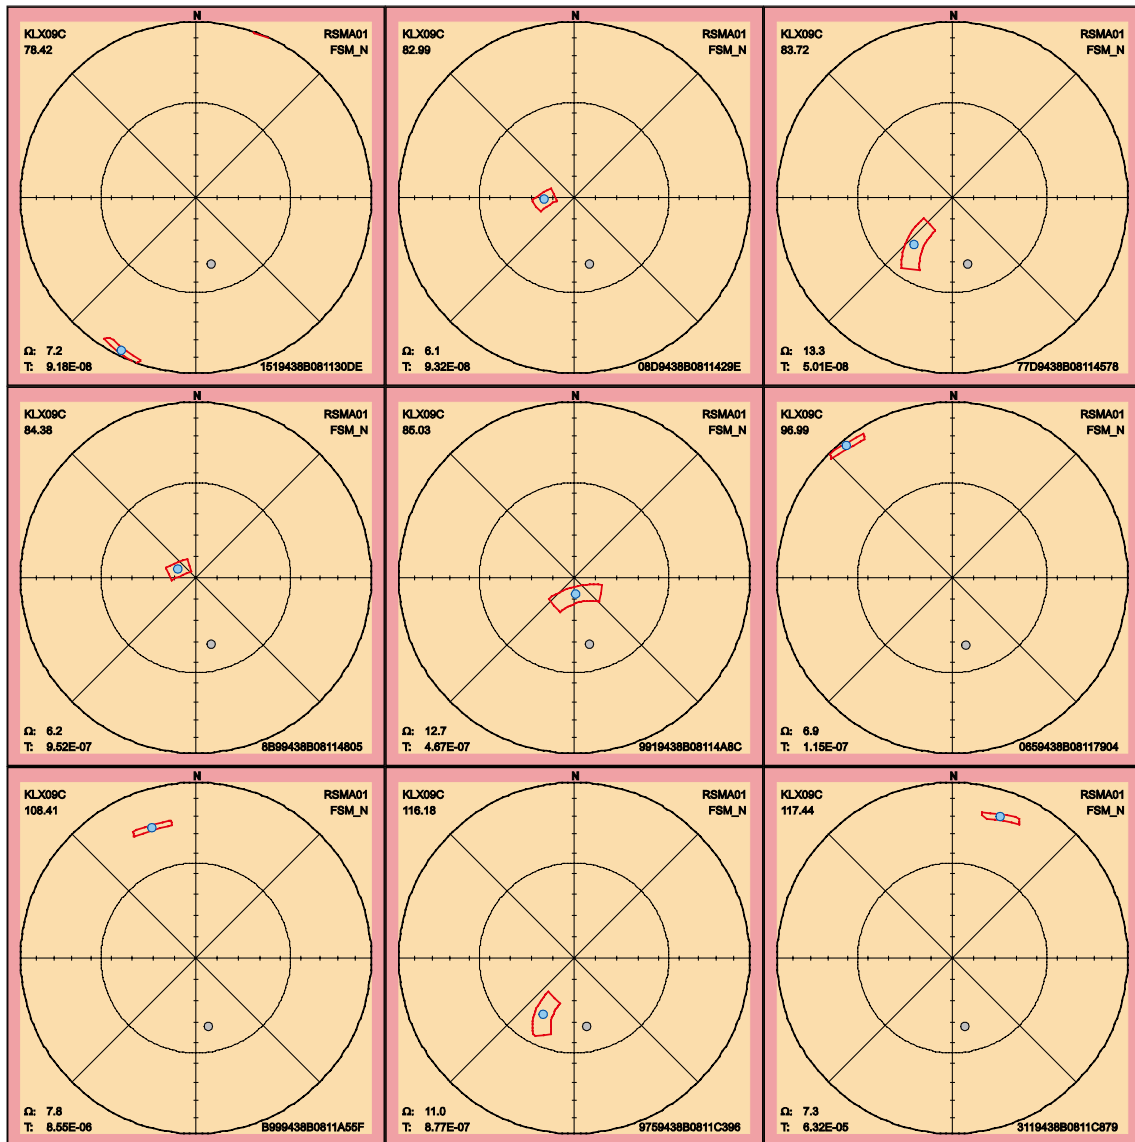 N
KLX09C RSMA01
78.42 FSM_N
Ω: 7.2
T: 9.18E-08 1519438B081130DE
N
KLX09C RSMA01
82.99 FSM_N
Ω: 6.1
T: 9.32E-08 08D9438B0811429E
N
KLX09C RSMA01
83.72 FSM_N
Ω: 13.3
T: 5.01E-08 77D9438B08114578
N
KLX09C RSMA01
84.38 FSM_N
Ω: 6.2
T: 9.52E-07 8B99438B08114805
N
KLX09C RSMA01
85.03 FSM_N
Ω: 12.7
T: 4.67E-07 9919438B08114A8C
N
KLX09C RSMA01
96.99 FSM_N
Ω: 6.9
T: 1.15E-07 0659438B08117904
N
KLX09C RSMA01
108.41 FSM_N
Ω: 7.8
T: 8.55E-06 B999438B0811A55F
N
KLX09C RSMA01
116.18 FSM_N
Ω: 11.0
T: 8.77E-07 9759438B0811C396
N
KLX09C RSMA01
117.44 FSM_N
Ω: 7.3
T: 6.32E-05 3119438B0811C879